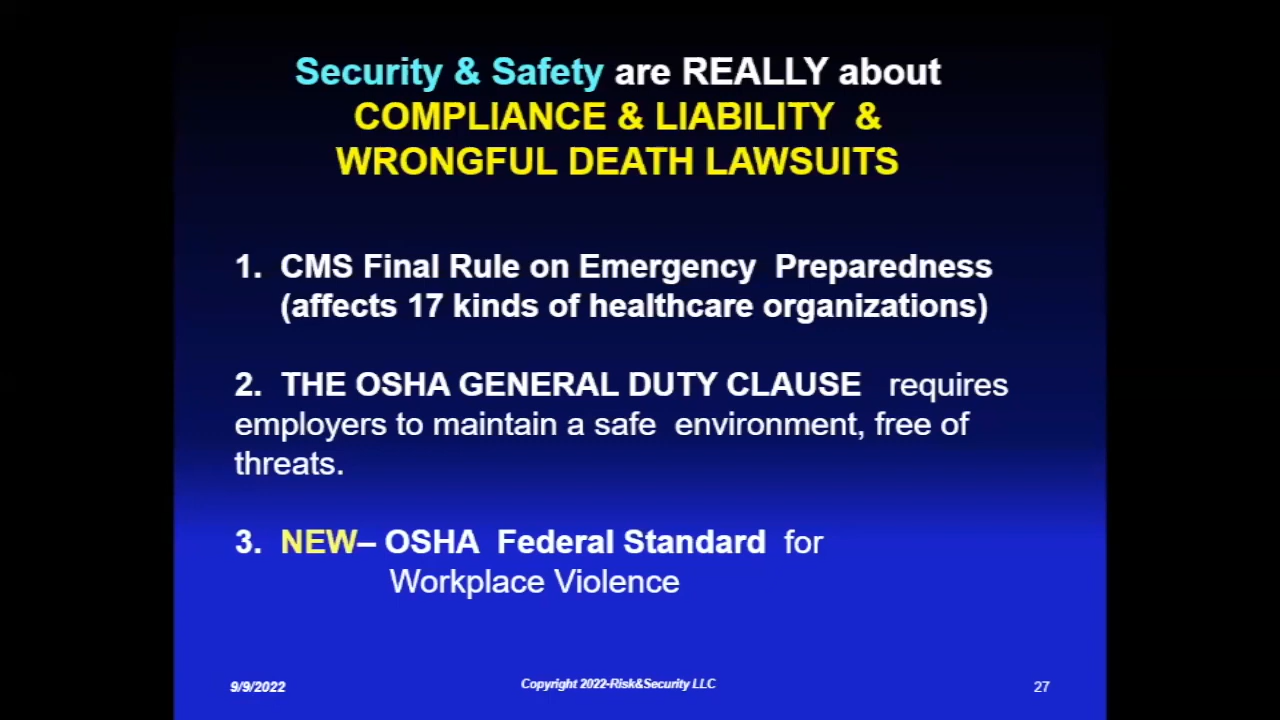 Security & Safety are REALLY about
COMPLIANCE & LIABILITY &
WRONGFUL DEATH LAWSUITS
1. CMS Final Rule on Emergency Preparedness
(affects 17 kinds of healthcare organizations)
2. THE OSHA GENERAL DUTY CLAUSE requires
employers to maintain a safe environment, free of
threats.
3. NEW– OSHA Federal Standard for
Workplace Violence
9/9/2022
Copyright 2022-Risk&Security LLC
27